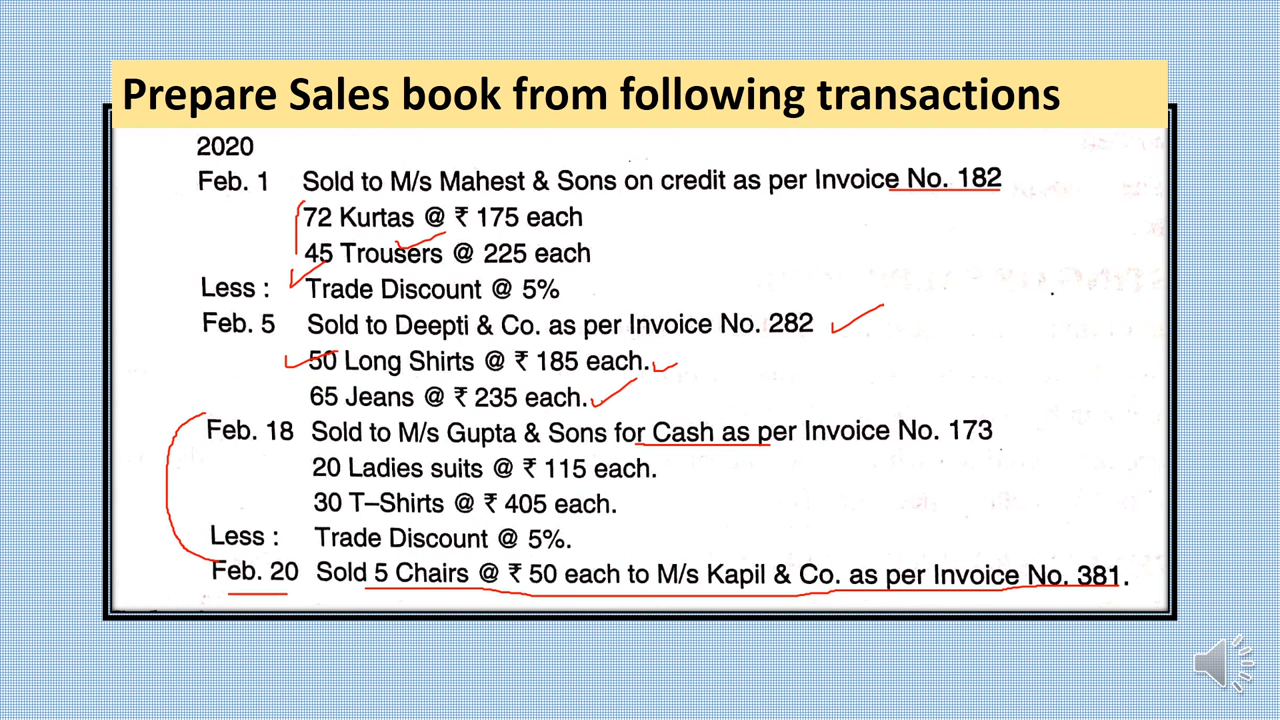 Prepare Sales book from following transactions
2020
Feb. 1 Sold to M/s Mahest & Sons on credit as per Invoice No. 182
72 Kurtas @ ₹ 175 each
45 Trousers @ 225 each
Less : Trade Discount @ 5%
Feb. 5 Sold to Deepti & Co. as per Invoice No. 282
50 Long Shirts @ ₹ 185 each.
65 Jeans @ ₹ 235 each.
Feb. 18 Sold to M/s Gupta & Sons for Cash as per Invoice No. 173
20 Ladies suits @ ₹ 115 each.
30 T–Shirts @ ₹ 405 each.
Less : Trade Discount @ 5%.
Feb. 20 Sold 5 Chairs @ ₹ 50 each to M/s Kapil & Co. as per Invoice No. 381.